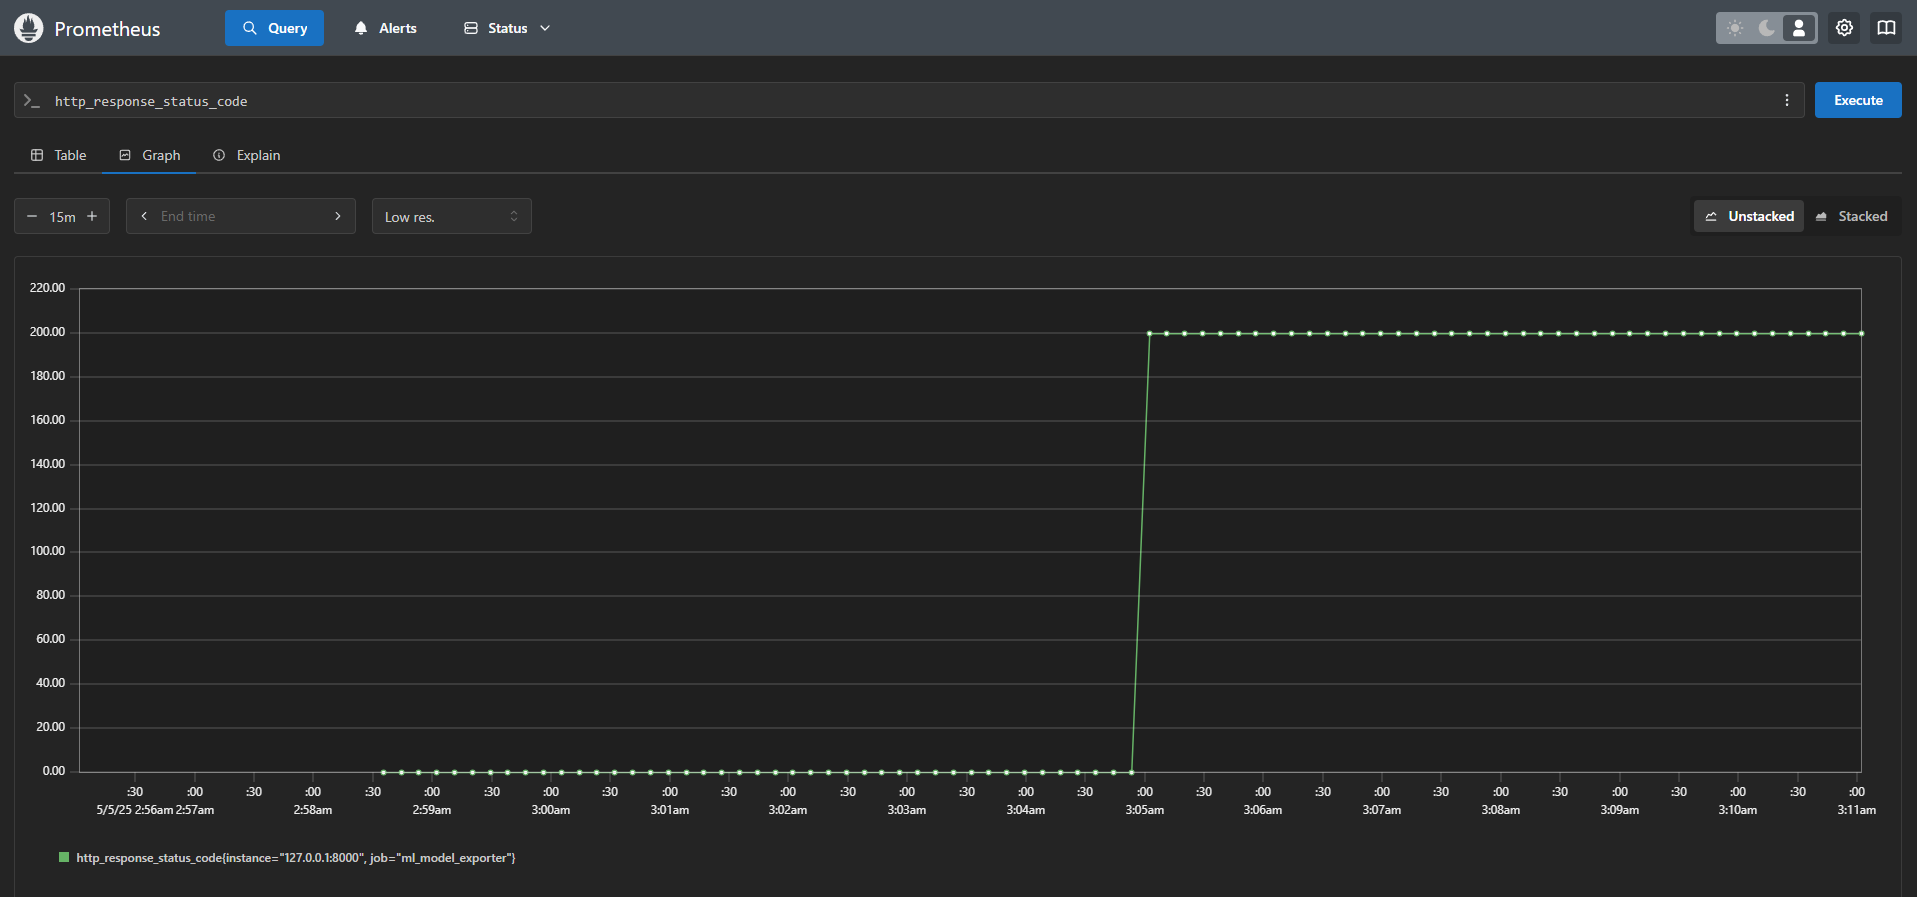 Prometheus Query Alerts Status
http_response_status_code Execute
Table Graph Explain
15m End time Low res. Unstacked Stacked
220.00
200.00
180.00
160.00
140.00
120.00
100.00
80.00
60.00
40.00
20.00
0.00
:30 :00 :30 :00 :30 :00 :30 :00 :30 :00 :30 :00 :30 :00 :30 :00 :30 :00 :30 :00 :30 :00 :30 :00 :30 :00 :30 :00 :30 :00
5/5/25 2:56am 2:57am 2:58am 2:59am 3:00am 3:01am 3:02am 3:03am 3:04am 3:05am 3:06am 3:07am 3:08am 3:09am 3:10am 3:11am
http_response_status_code{instance="127.0.0.1:8000", job="ml_model_exporter"}